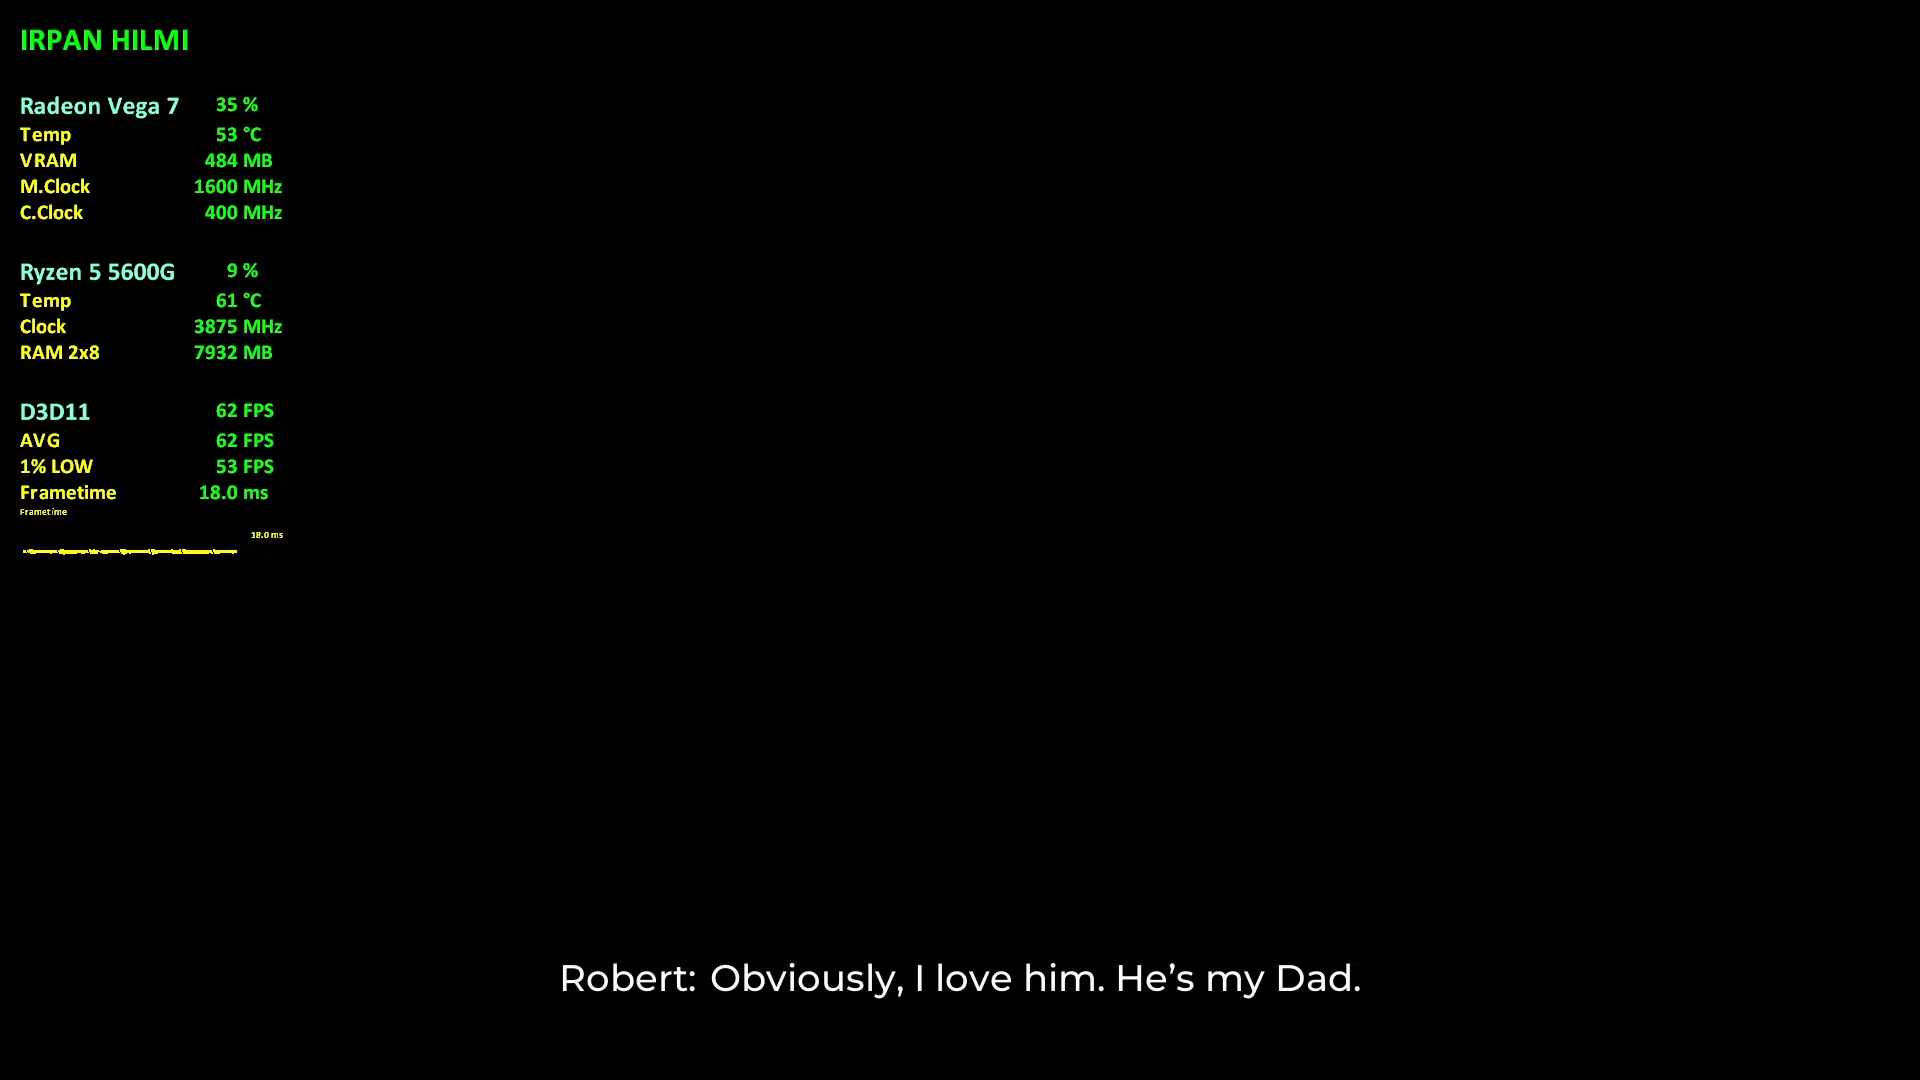 IRPAN HILMI
Radeon Vega 7 35 %
Temp 53 °C
VRAM 484 MB
M.Clock 1600 MHz
C.Clock 400 MHz
Ryzen 5 5600G 9 %
Temp 61 °C
Clock 3875 MHz
RAM 2x8 7932 MB
D3D11 62 FPS
AVG 62 FPS
1% LOW 53 FPS
Frametime 18.0 ms
Frametime
18.0 ms
Robert: Obviously, I love him. He’s my Dad.